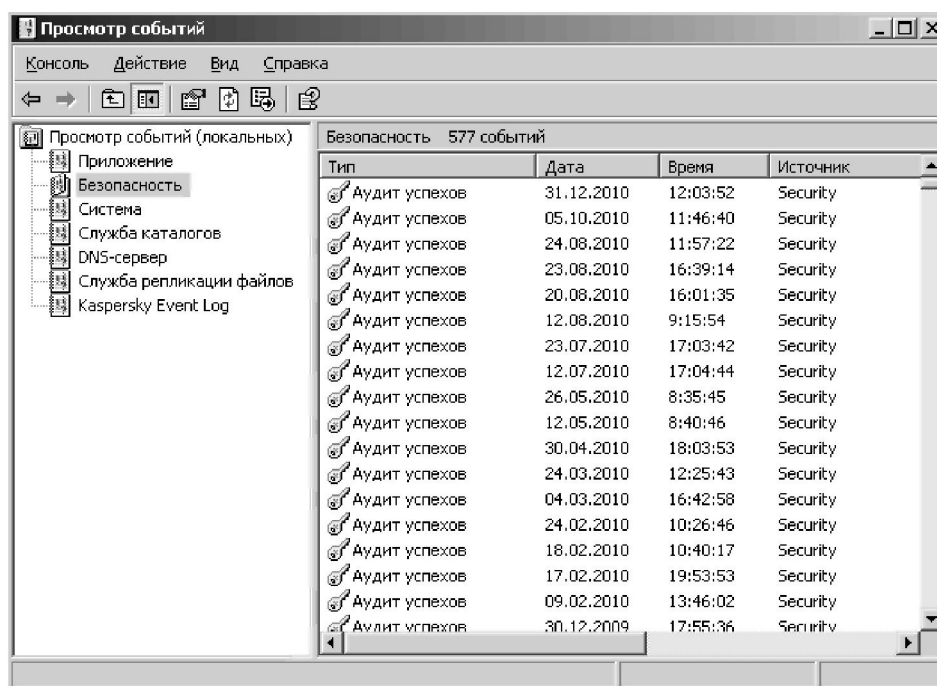 Просмотр событий
Консоль Действие Вид Справка
Просмотр событий (локальных)
Приложение
Безопасность
Система
Служба каталогов
DNS-сервер
Служба репликации файлов
Kaspersky Event Log
Безопасность 577 событий
Тип Дата Время Источник
Аудит успехов 31.12.2010 12:03:52 Security
Аудит успехов 05.10.2010 11:46:40 Security
Аудит успехов 24.08.2010 11:57:22 Security
Аудит успехов 23.08.2010 16:39:14 Security
Аудит успехов 20.08.2010 16:01:35 Security
Аудит успехов 12.08.2010 9:15:54 Security
Аудит успехов 23.07.2010 17:03:42 Security
Аудит успехов 12.07.2010 17:04:44 Security
Аудит успехов 26.05.2010 8:35:45 Security
Аудит успехов 12.05.2010 8:40:46 Security
Аудит успехов 30.04.2010 18:03:53 Security
Аудит успехов 24.03.2010 12:25:43 Security
Аудит успехов 04.03.2010 16:42:58 Security
Аудит успехов 24.02.2010 10:26:46 Security
Аудит успехов 18.02.2010 10:40:17 Security
Аудит успехов 17.02.2010 19:53:53 Security
Аудит успехов 09.02.2010 13:46:02 Security
Аудит успехов 30.12.2009 17:55:36 Security